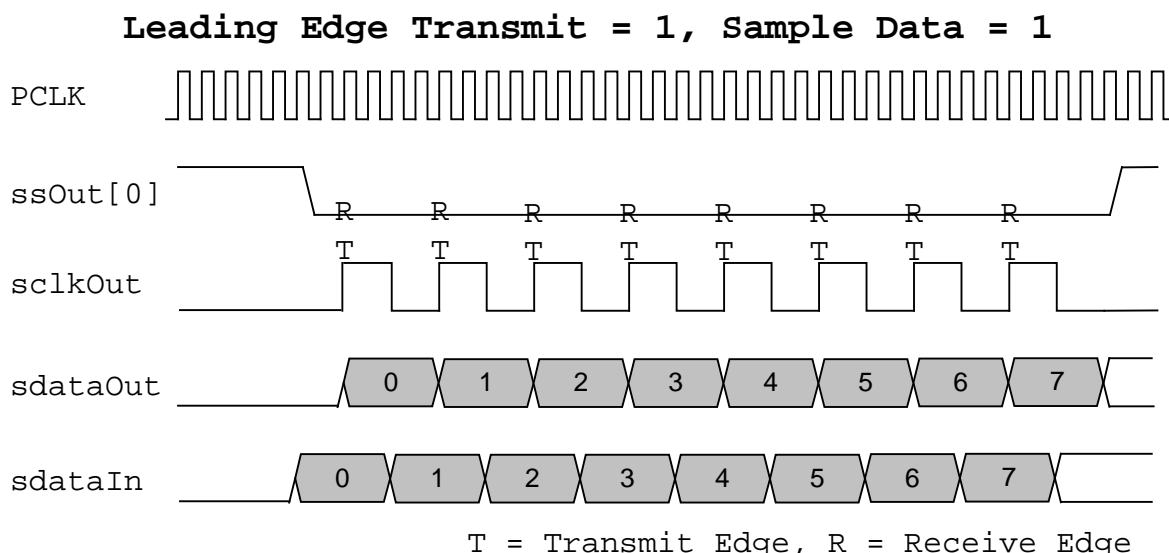 Leading Edge Transmit = 1, Sample Data = 1
PCLK
ssOut[0]
R R R R R R R R
T T T T T T T T
sclkOut
sdataOut 0 1 2 3 4 5 6 7
sdataIn 0 1 2 3 4 5 6 7
T = Transmit Edge, R = Receive Edge